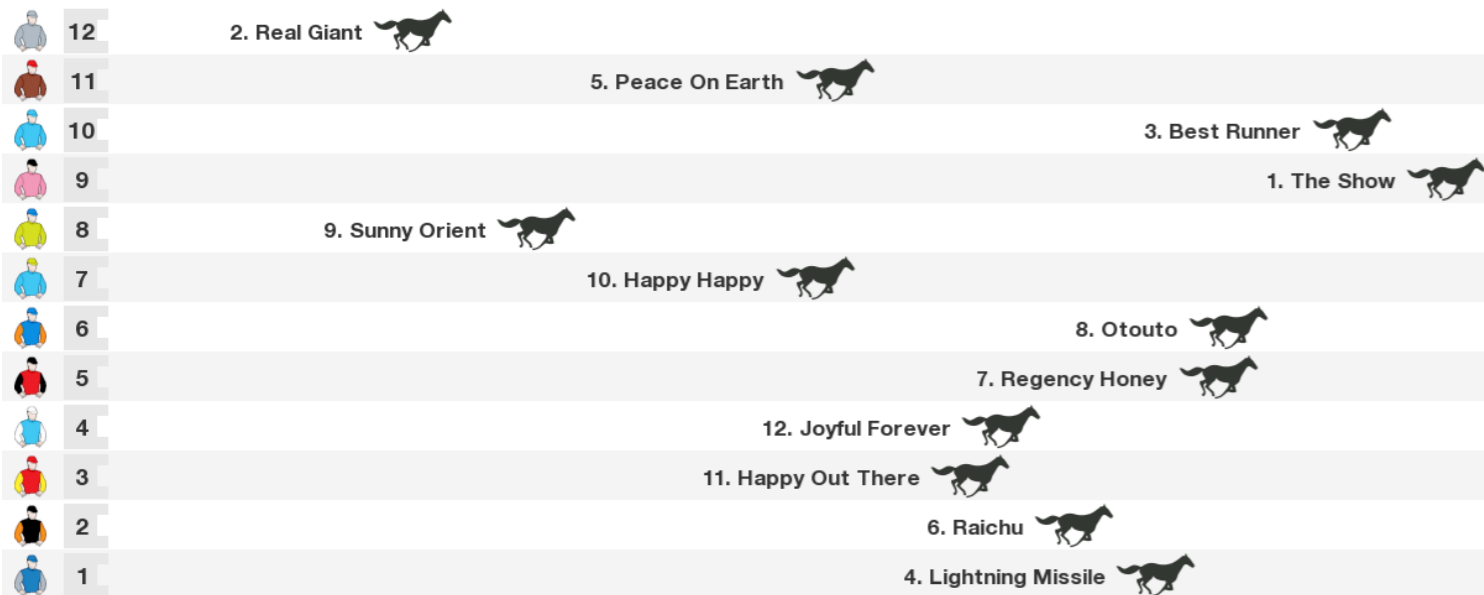 12 2. Real Giant
11 5. Peace On Earth
10 3. Best Runner
9 1. The Show
8 9. Sunny Orient
7 10. Happy Happy
6 8. Otouto
5 7. Regency Honey
4 12. Joyful Forever
3 11. Happy Out There
2 6. Raichu
1 4. Lightning Missile